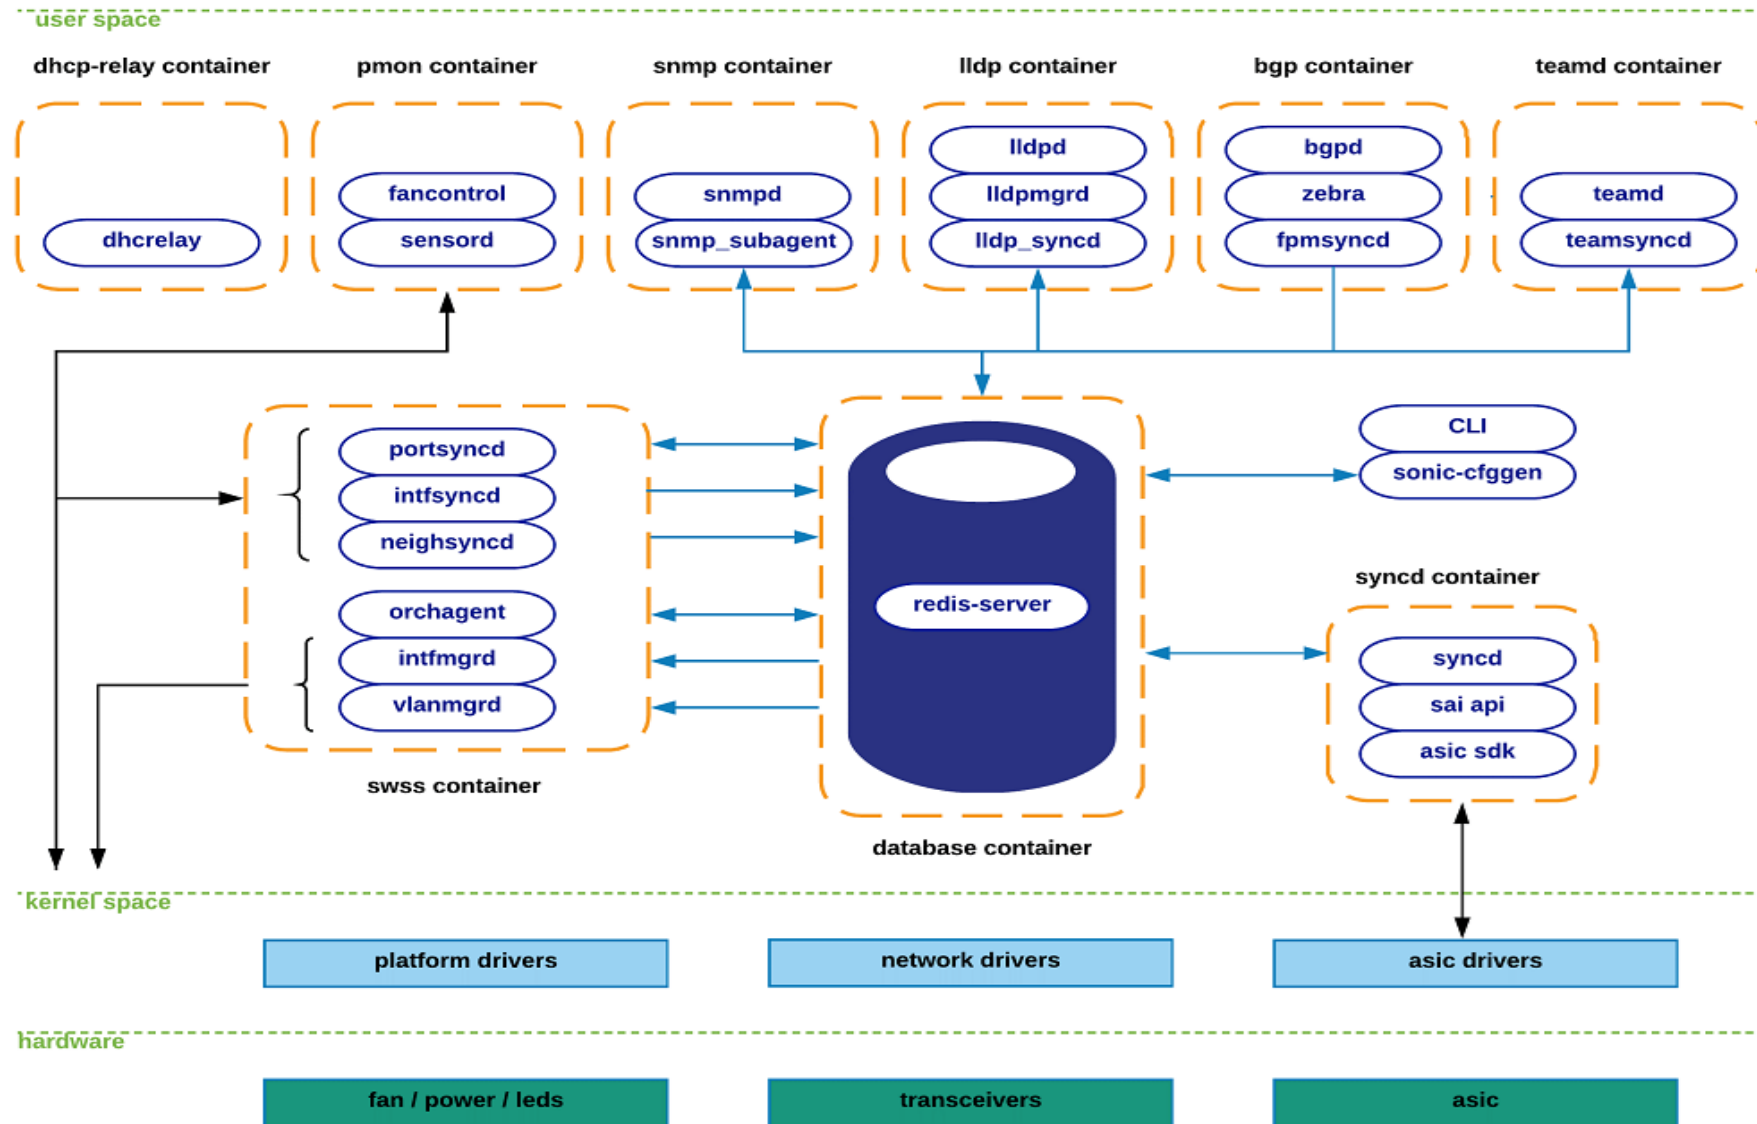 user space
dhcp-relay container
pmon container
snmp container
lldp container
bgp container
teamd container
dhcrelay
fancontrol
sensord
snmpd
snmp_subagent
lldpd
lldpmgrd
lldp_syncd
bgpd
zebra
fpmsyncd
teamd
teamsyncd
portsyncd
intfsyncd
neighsyncd
orchagent
intfmgrd
vlanmgrd
swss container
redis-server
database container
CLI
sonic-cfggen
syncd container
syncd
sai api
asic sdk
kernel space
platform drivers
network drivers
asic drivers
hardware
fan / power / leds
transceivers
asic